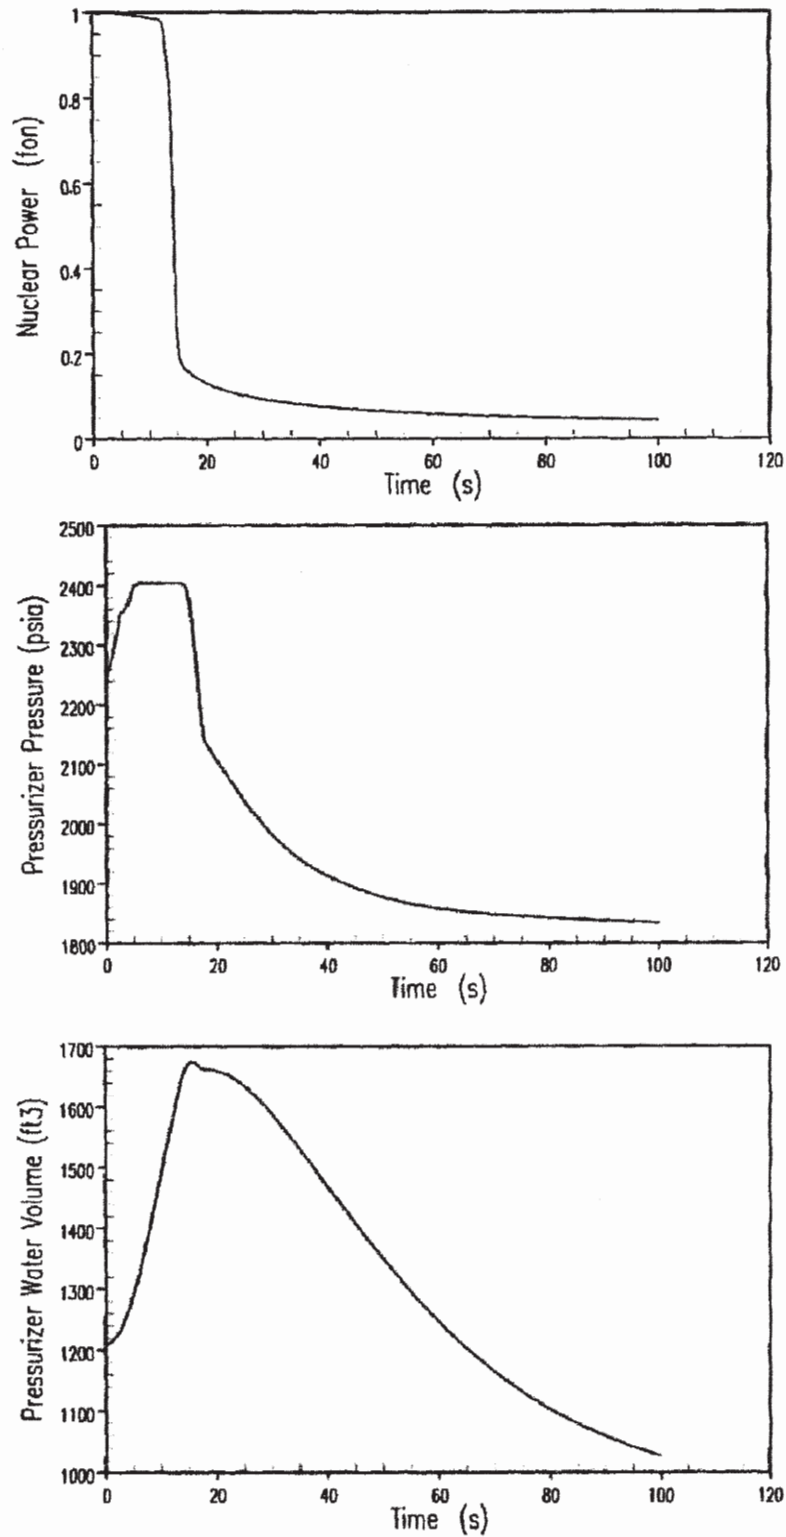 1
0.8
0.6
0.4
0.2
0
Nuclear Power (fon)
0 20 40 60 80 100 120
Time (s)
2500
2400
2300
2200
2100
2000
1900
1800
Pressurizer Pressure (psia)
0 20 40 60 80 100 120
Time (s)
1700
1600
1500
1400
1300
1200
1100
1000
Pressurizer Water Volume (ft3)
0 20 40 60 80 100 120
Time (s)